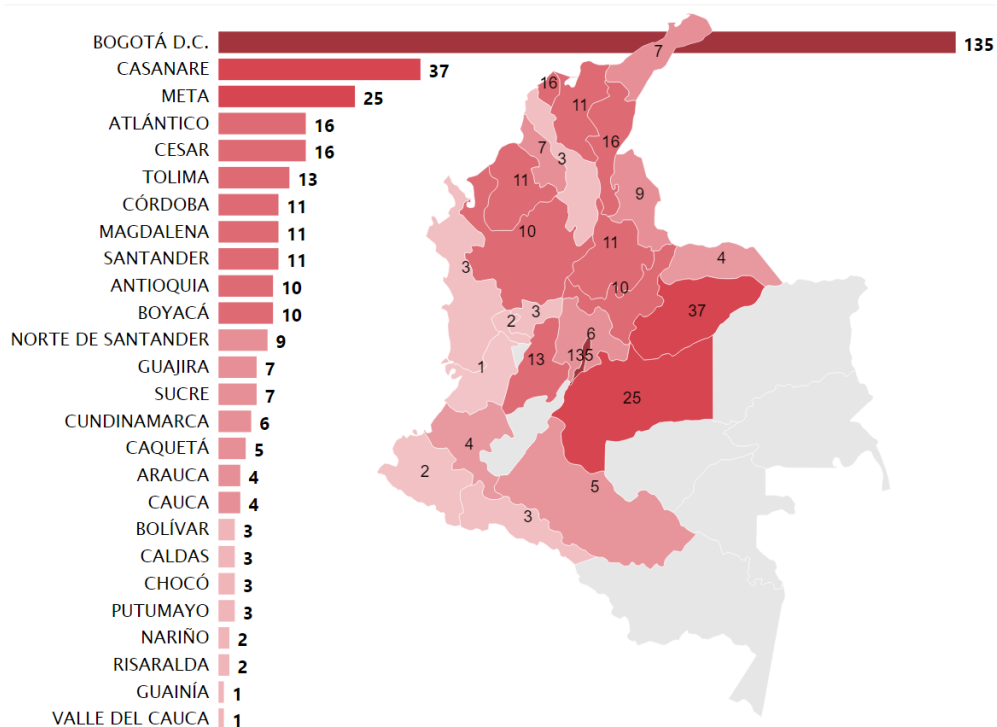 BOGOTÁ D.C. 135
CASANARE 37
META 25
ATLÁNTICO 16
CESAR 16
TOLIMA 13
CÓRDOBA 11
MAGDALENA 11
SANTANDER 11
ANTIOQUIA 10
BOYACÁ 10
NORTE DE SANTANDER 9
GUAJIRA 7
SUCRE 7
CUNDINAMARCA 6
CAQUETÁ 5
ARAUCA 4
CAUCA 4
BOLÍVAR 3
CALDAS 3
CHOCÓ 3
PUTUMAYO 3
NARIÑO 2
RISARALDA 2
GUAINÍA 1
VALLE DEL CAUCA 1
7
16
11
16
7
3
11
9
10
11
4
3
10
37
3
2
6
13
135
1
25
4
2
5
3